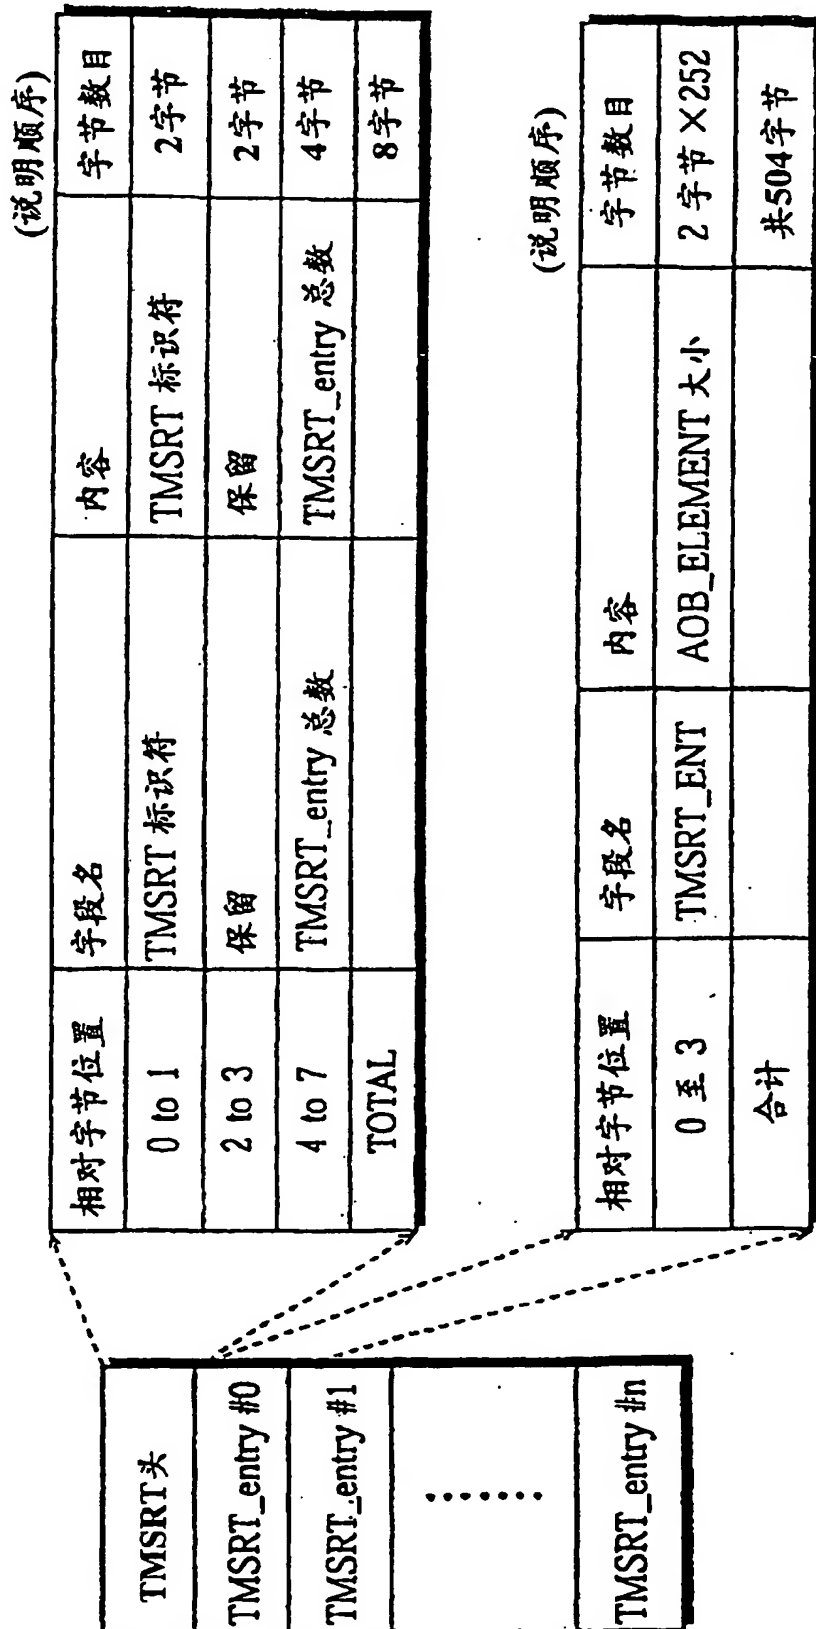 TMSRT头
TMSRT_entry #0
TMSRT_entry #1
.......
TMSRT_entry #n
(说明顺序)
相对字节位置 字段名 内容 字节数目
0 to 1 TMSRT 标识符 TMSRT 标识符 2字节
2 to 3 保留 保留 2字节
4 to 7 TMSRT_entry 总数 TMSRT_entry 总数 4字节
TOTAL 8字节
(说明顺序)
相对字节位置 字段名 内容 字节数目
0 至 3 TMSRT_ENT AOB_ELEMENT 大小 2 字节 ×252
合计 共504字节